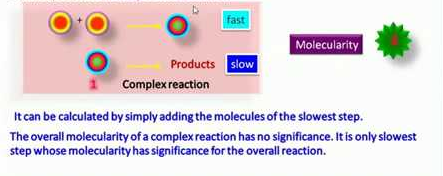 +
fast
Products
slow
1
Complex reaction
Molecularity
It can be calculated by simply adding the molecules of the slowest step.
The overall molecularity of a complex reaction has no significance. It is only slowest
step whose molecularity has significance for the overall reaction.